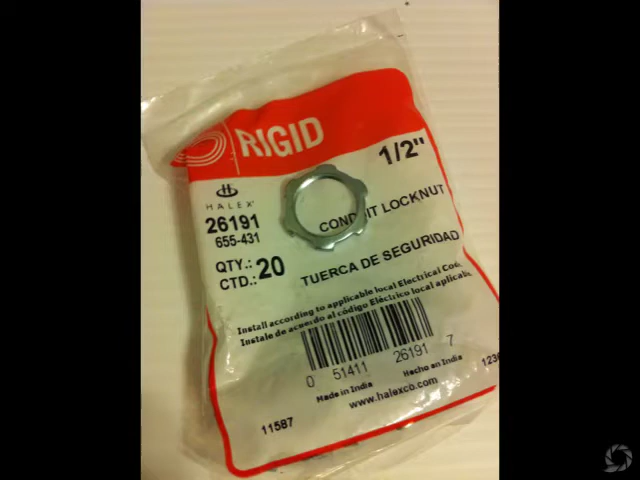 RIGID
1/2"
HALEX
26191
655-431
CONDUIT LOCKNUT
QTY.:
CTD.: 20
TUERCA DE SEGURIDAD
Install according to applicable local Electrical
Instale de acuerdo al código Eléctrico local
0 51411 26191 7
Made in India Hecho en India
www.halexco.com
11587